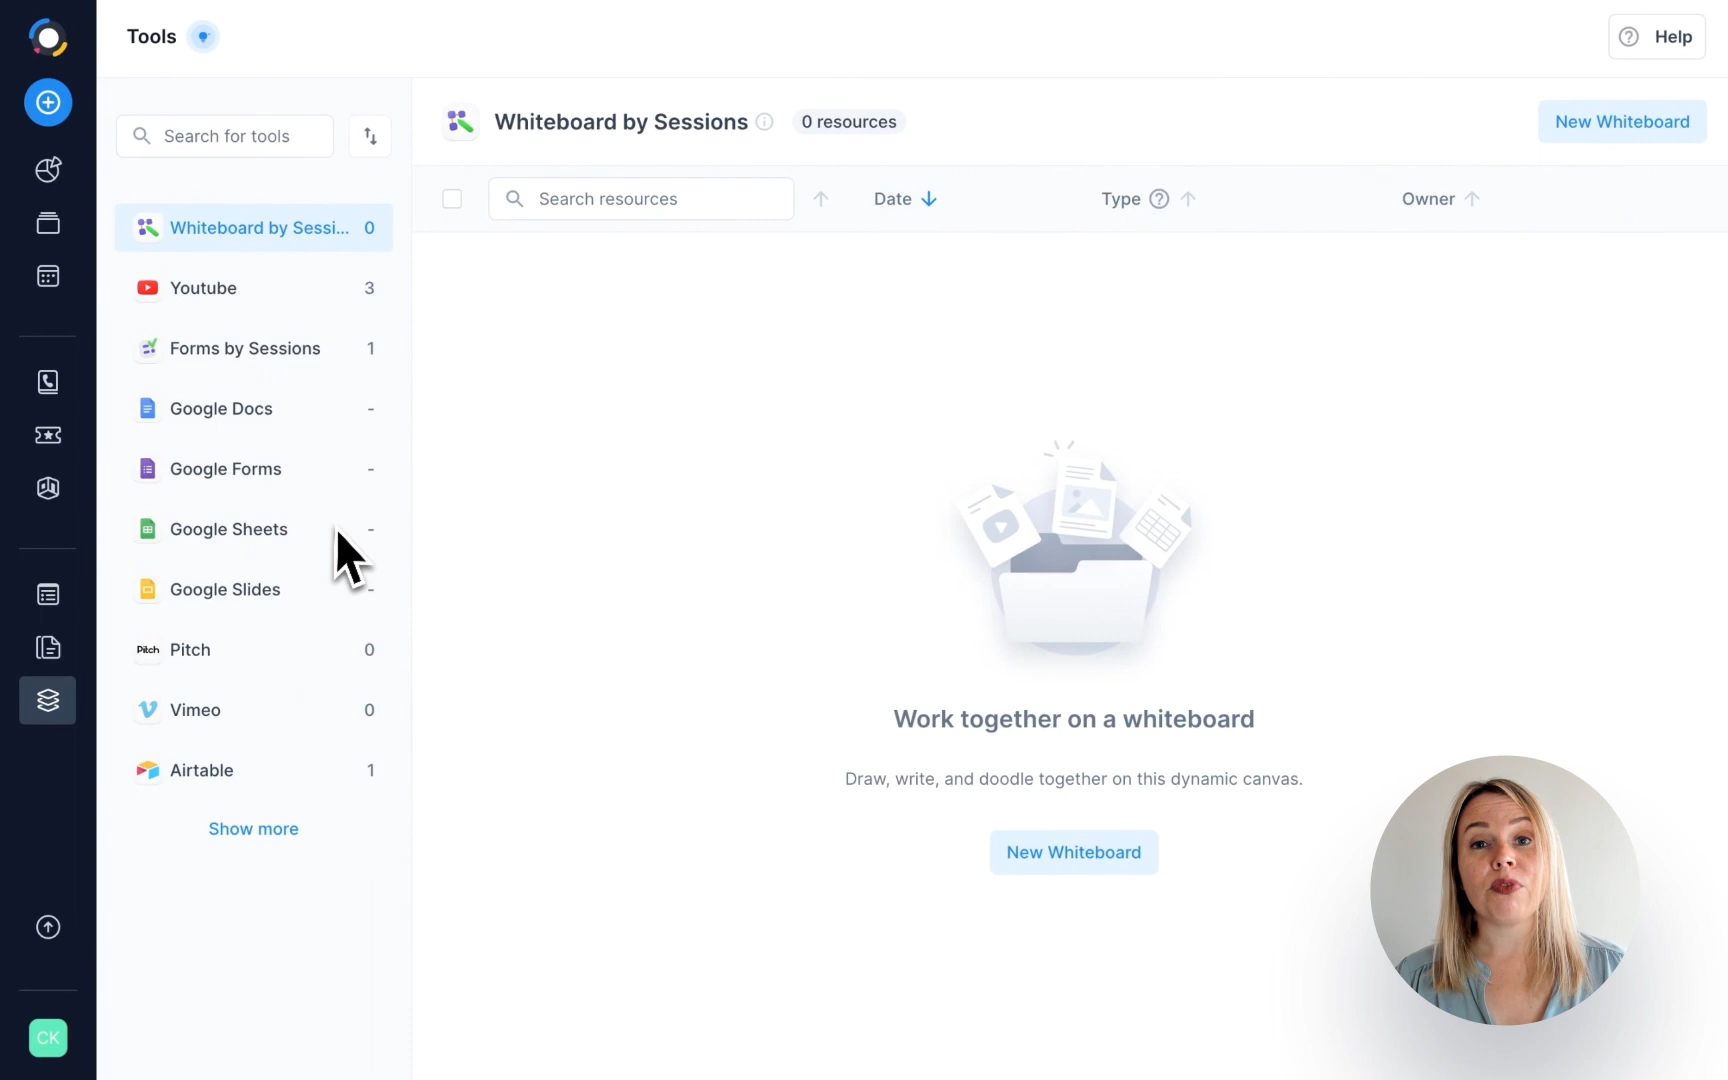 Tools
Help
Search for tools
Whiteboard by Sessi... 0
Youtube 3
Forms by Sessions 1
Google Docs -
Google Forms -
Google Sheets -
Google Slides -
Pitch Pitch 0
Vimeo 0
Airtable 1
Show more
CK
Whiteboard by Sessions 0 resources
New Whiteboard
Search resources Date Type Owner
Work together on a whiteboard
Draw, write, and doodle together on this dynamic canvas.
New Whiteboard